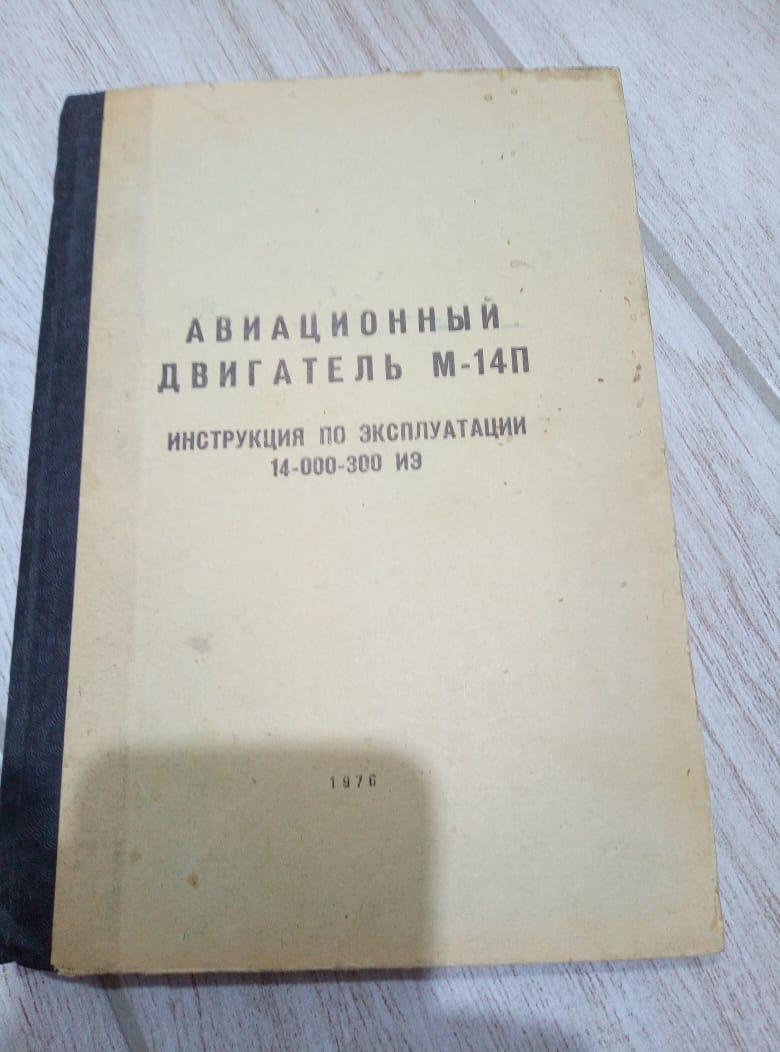 АВИАЦИОННЫЙ
ДВИГАТЕЛЬ М-14П
ИНСТРУКЦИЯ ПО ЭКСПЛУАТАЦИИ
14-000-300 ИЭ
1976